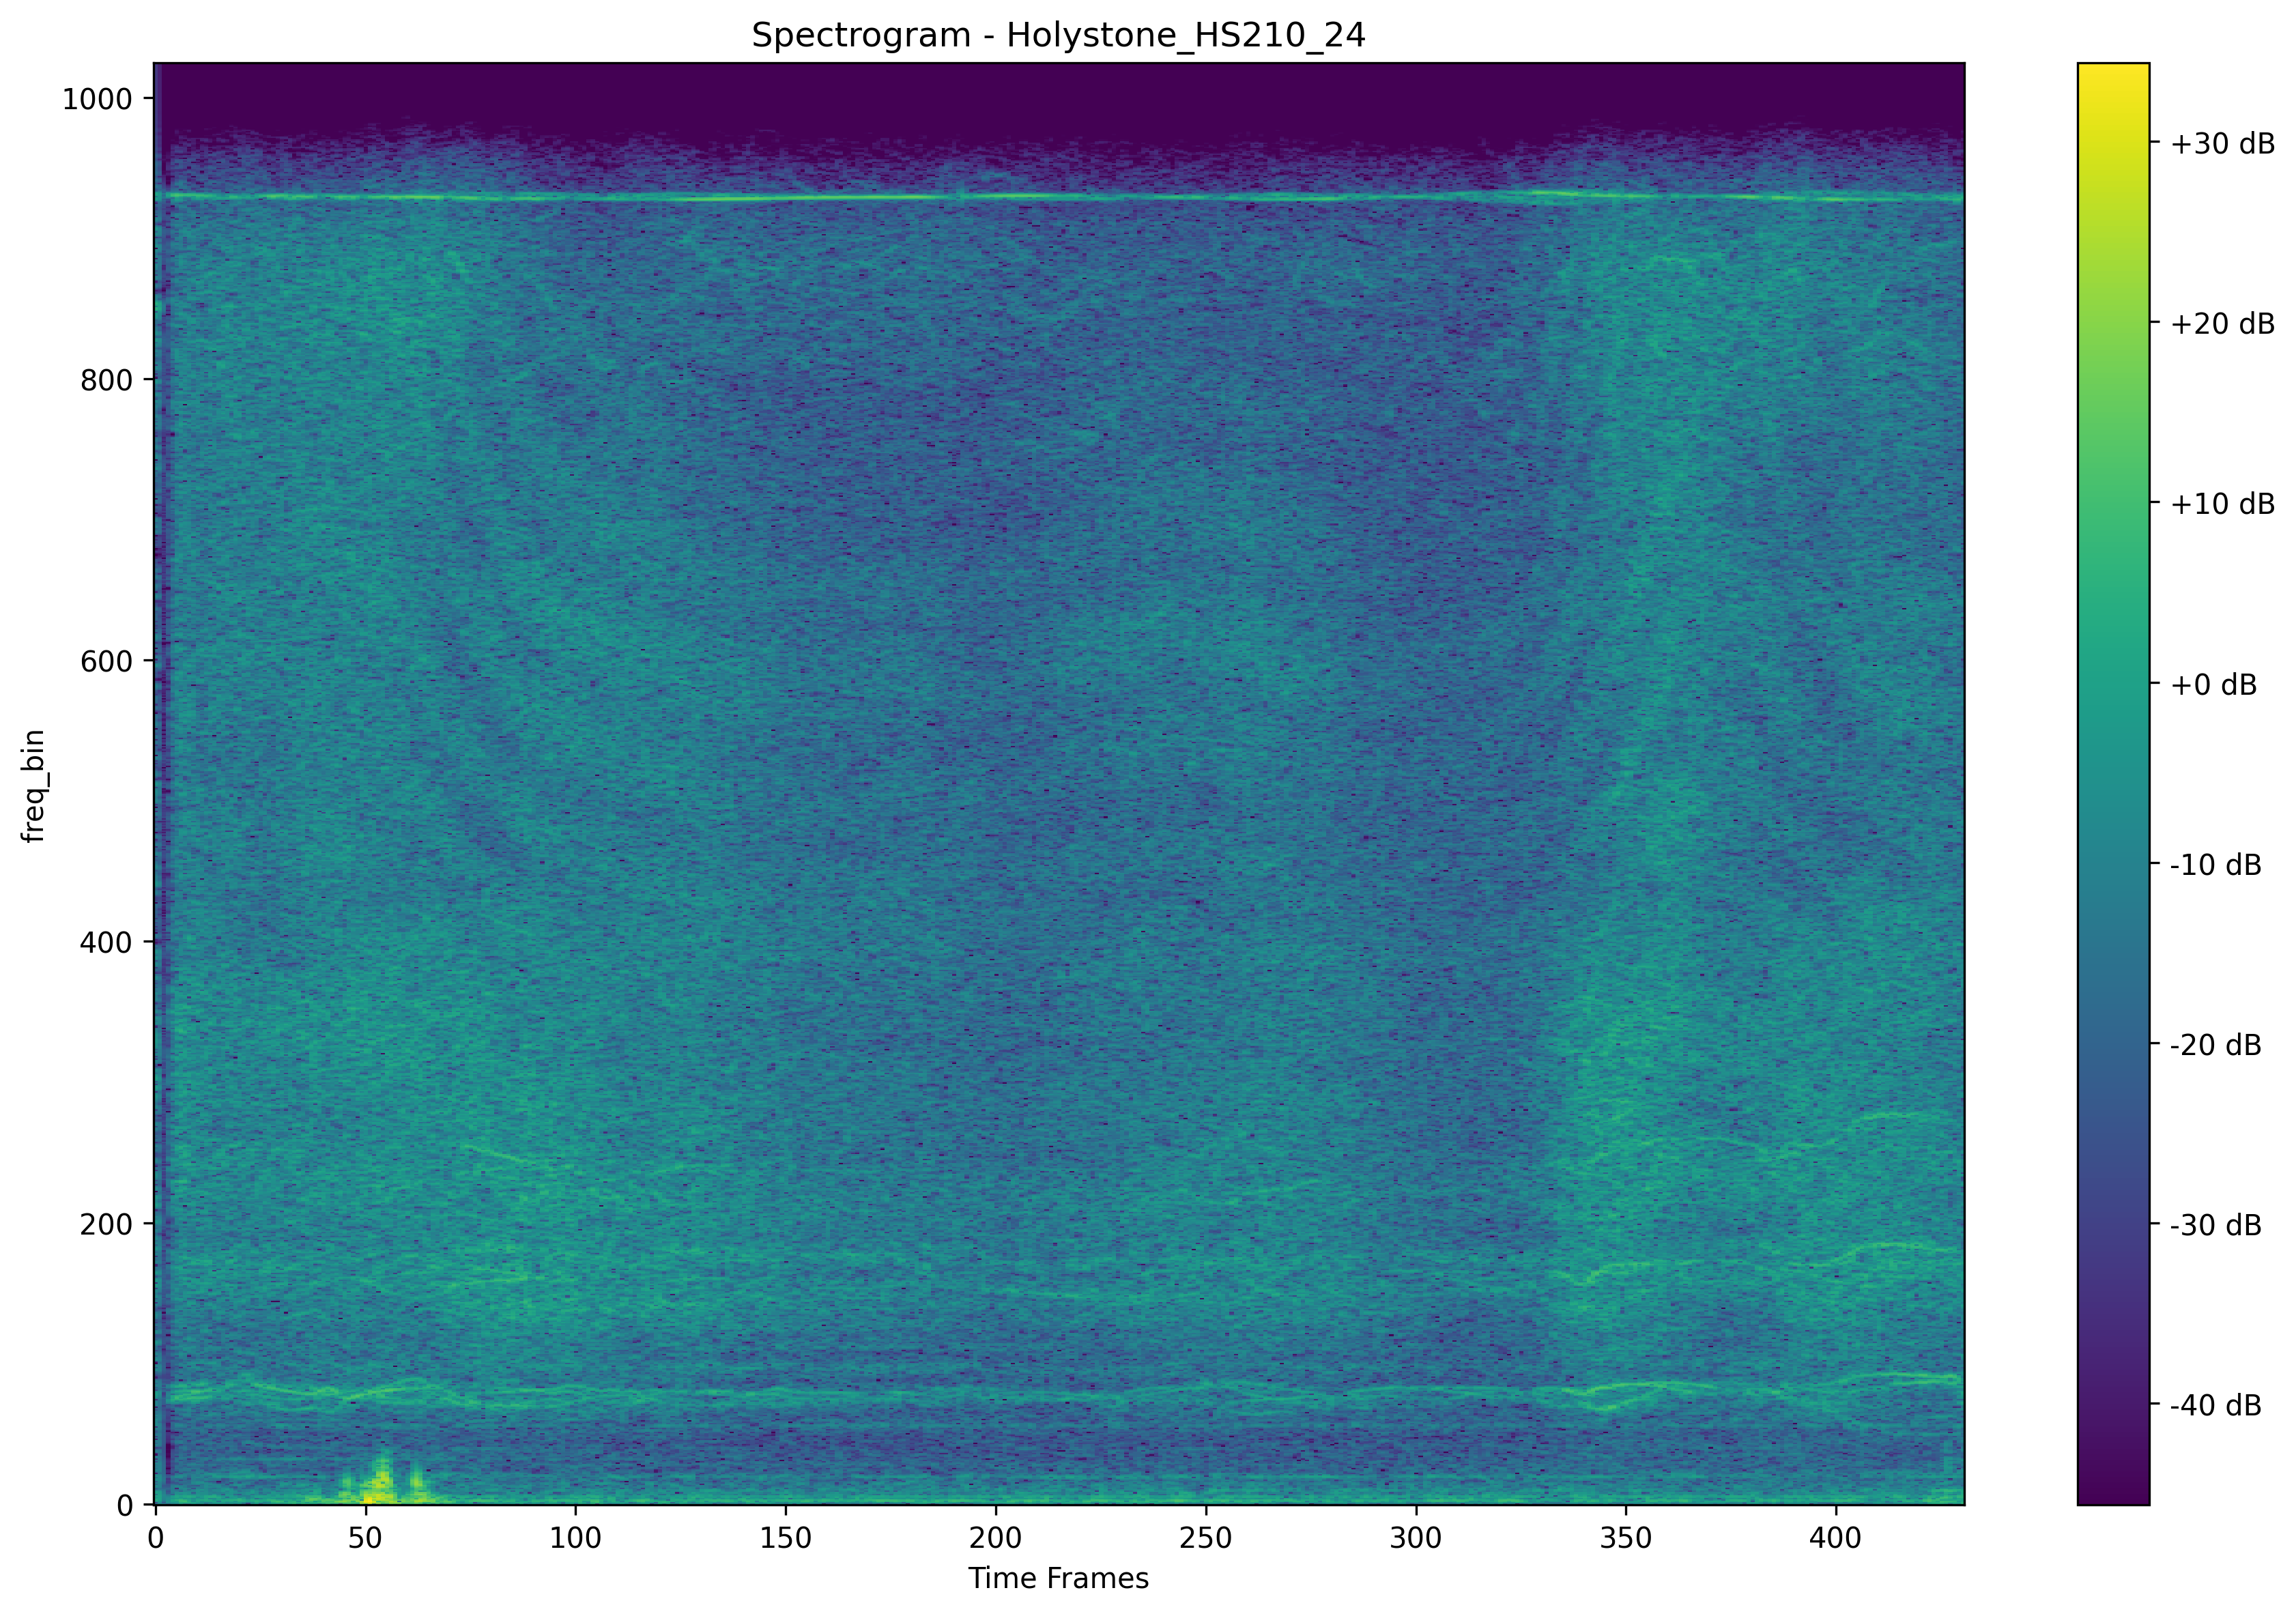 Spectrogram - Holystone_HS210_24
1000
800
600
400
200
0
freq_bin
0 50 100 150 200 250 300 350 400
Time Frames
+30 dB
+20 dB
+10 dB
+0 dB
-10 dB
-20 dB
-30 dB
-40 dB